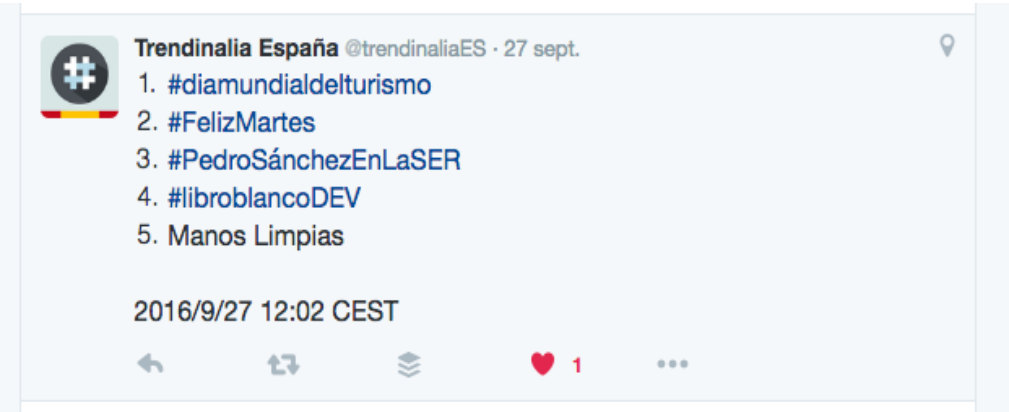 Trendinalia España @trendinaliaES · 27 sept.
1. #diamundialdelturismo
2. #FelizMartes
3. #PedroSánchezEnLaSER
4. #libroblancoDEV
5. Manos Limpias
2016/9/27 12:02 CEST
1